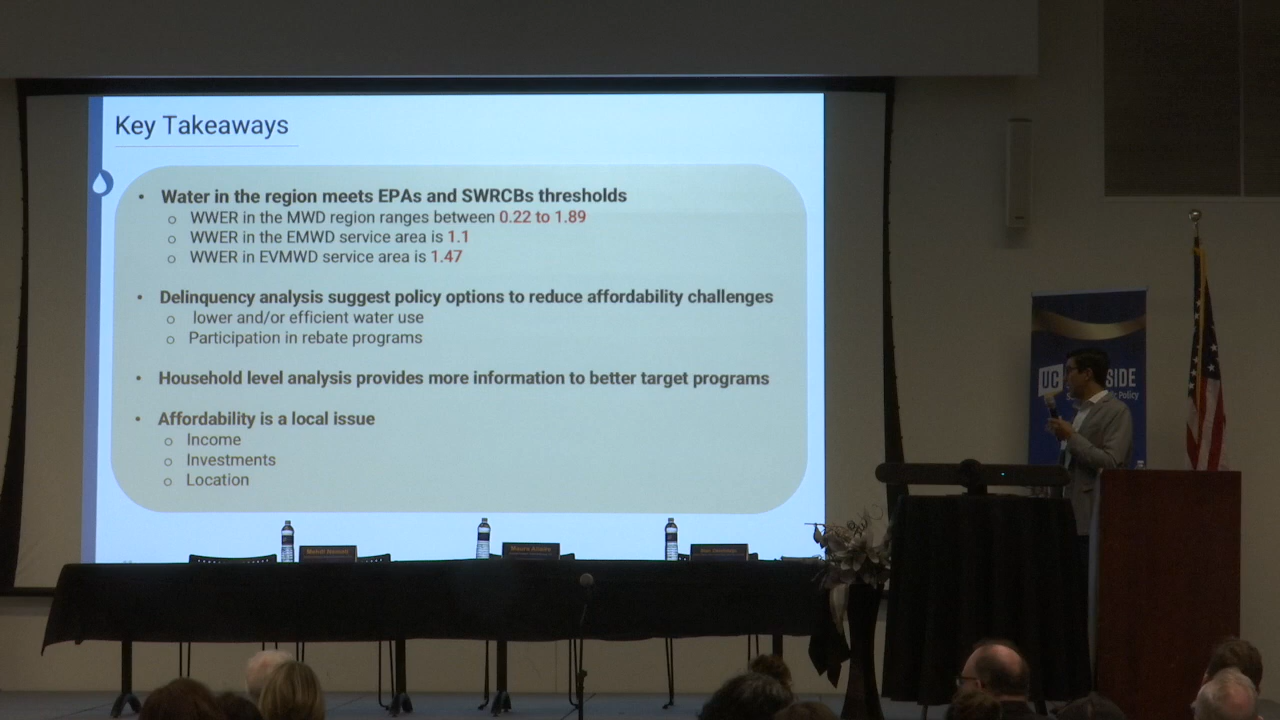 Key Takeaways
• Water in the region meets EPAs and SWRCBs thresholds
o WWER in the MWD region ranges between 0.22 to 1.89
o WWER in the EMWD service area is 1.1
o WWER in EVMWD service area is 1.47
• Delinquency analysis suggest policy options to reduce affordability challenges
o lower and/or efficient water use
o Participation in rebate programs
• Household level analysis provides more information to better target programs
• Affordability is a local issue
o Income
o Investments
o Location
UC SIDE
Policy